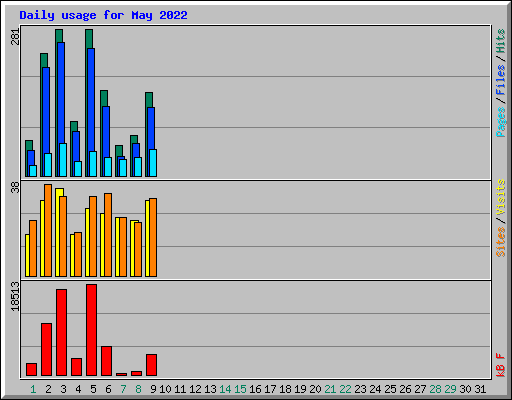 Daily usage for May 2022
281
Pages/Files/Hits
38
Sites/Visits
18513
kB F
1 2 3 4 5 6 7 8 9 10 11 12 13 14 15 16 17 18 19 20 21 22 23 24 25 26 27 28 29 30 31